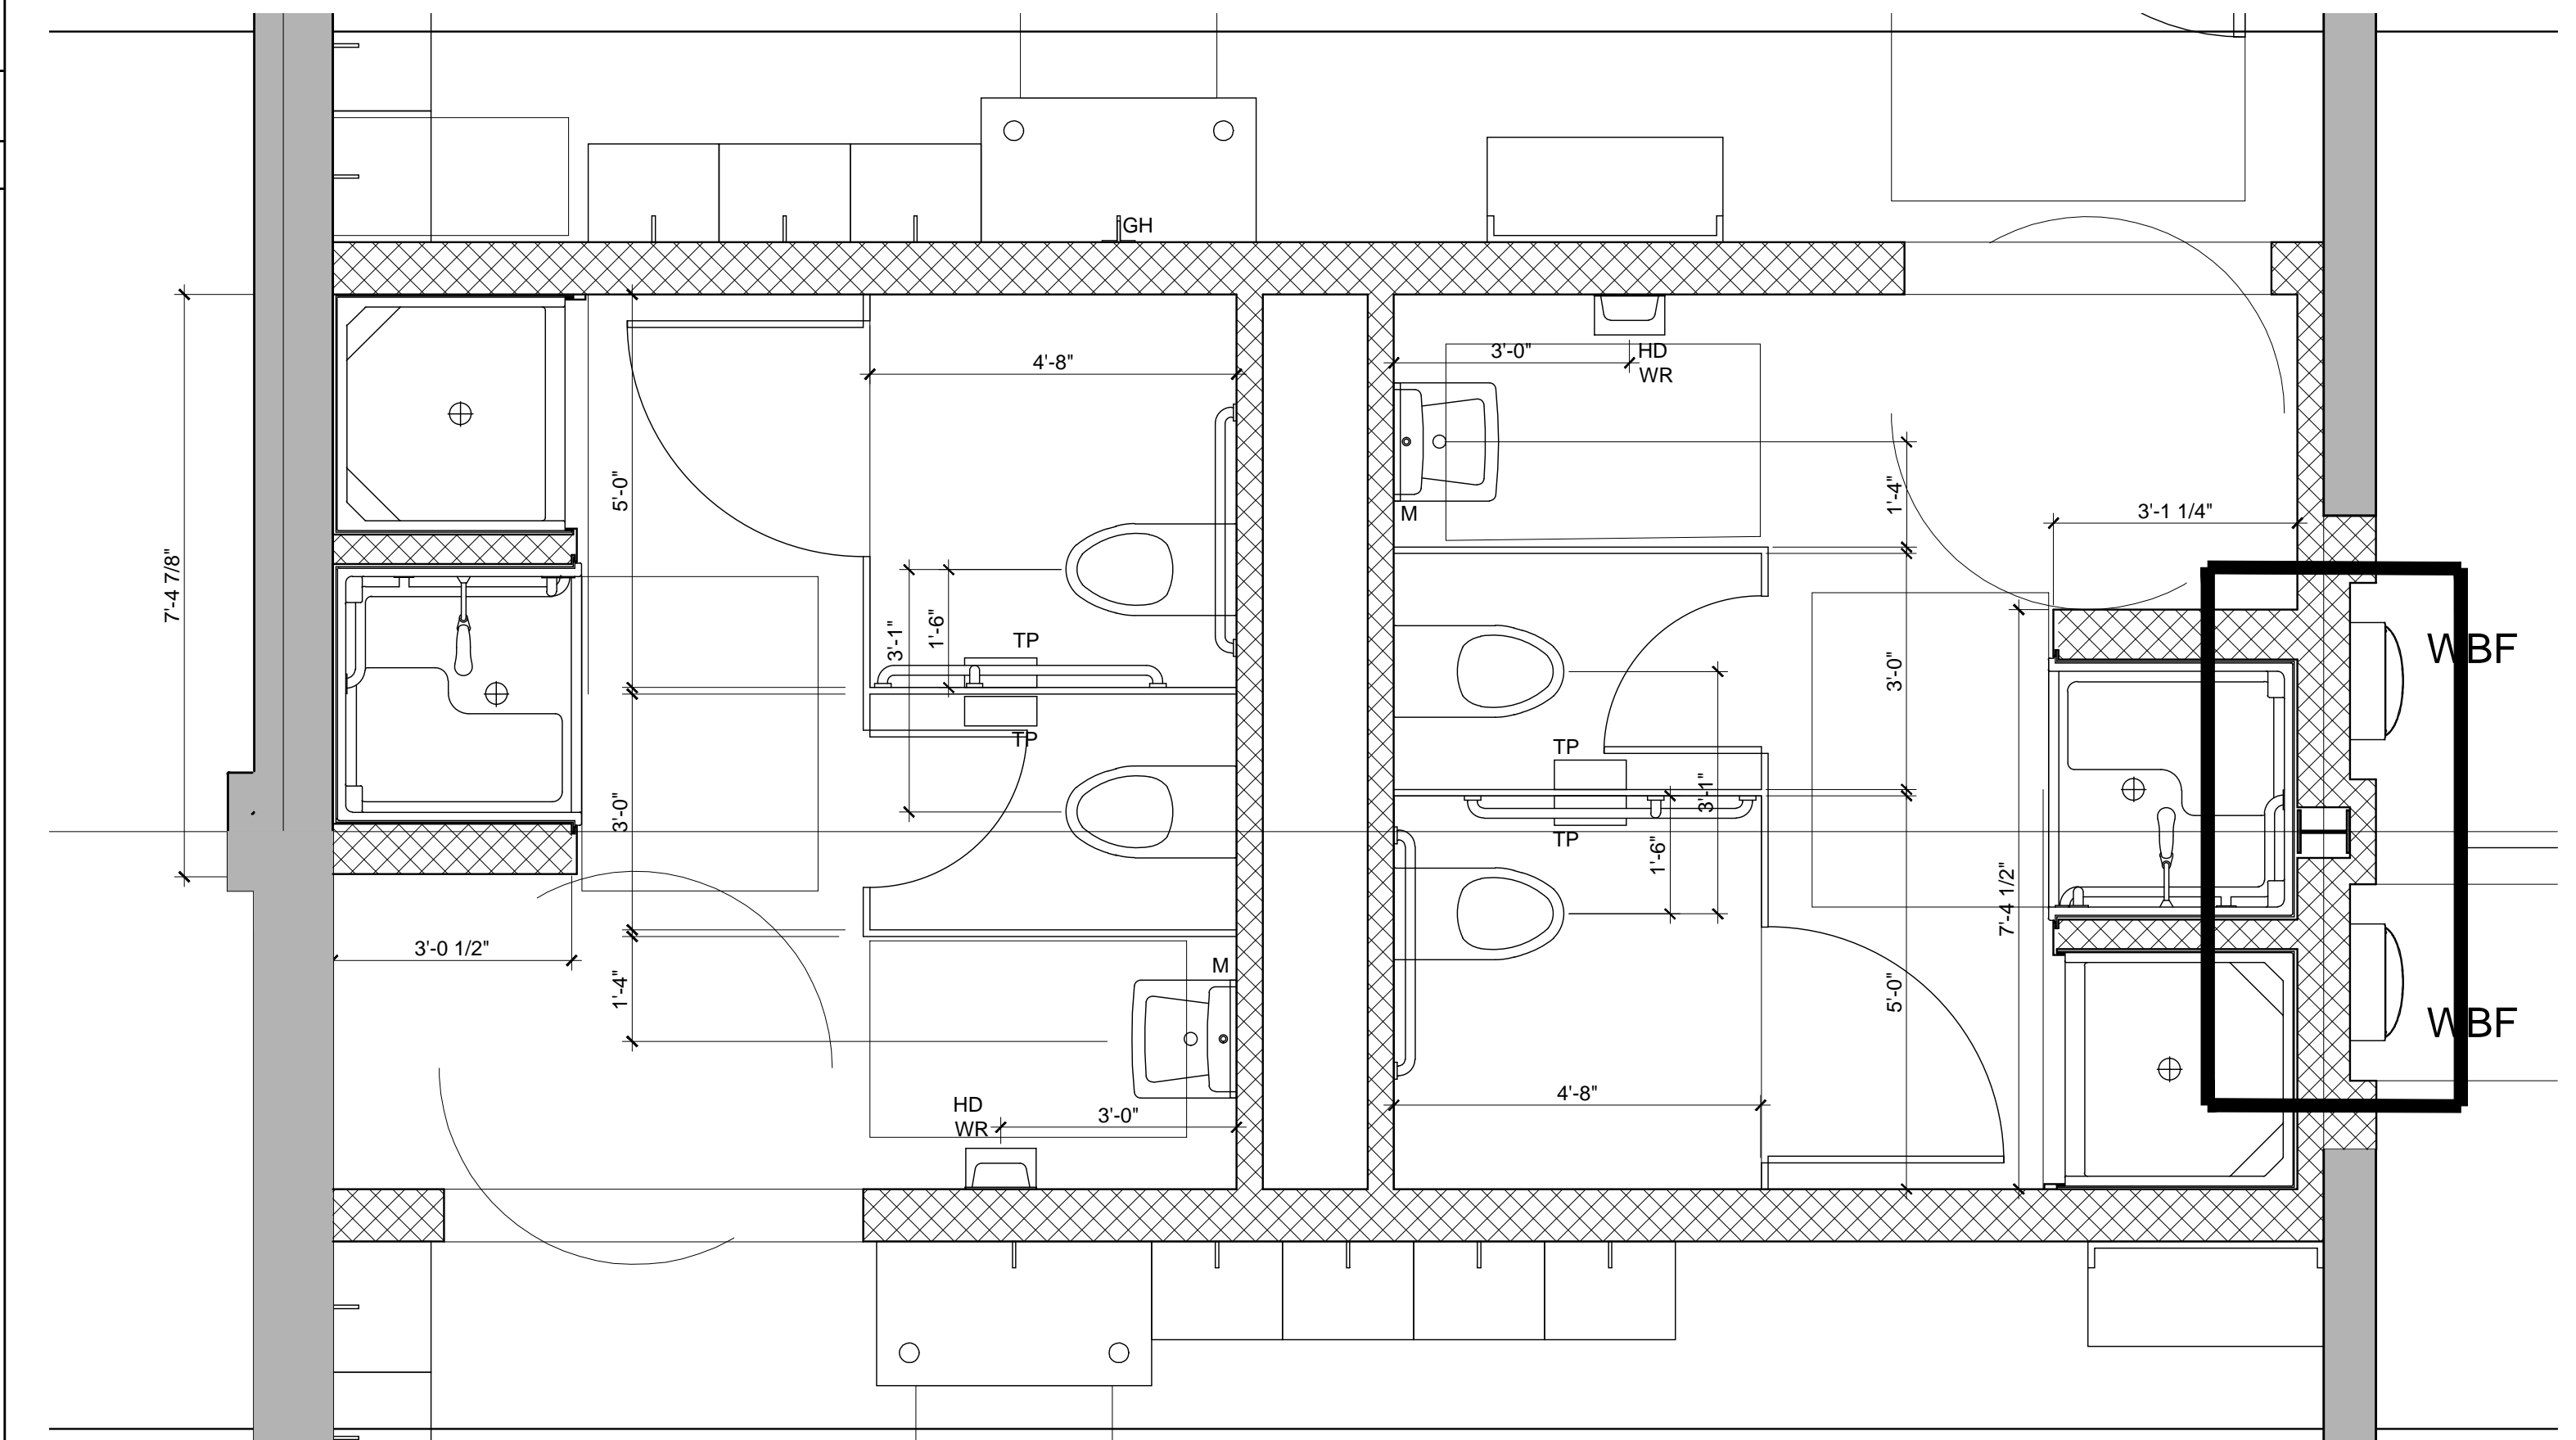 GH
4'-8"
3'-0"
HD
WR
5'-0"
1'-4"
M
3'-1 1/4"
7'-4 7/8"
3'-1"
1'-6"
TP
TP
3'-0"
WBF
TP
3'-1"
TP
1'-6"
3'-0"
7'-4 1/2"
3'-0 1/2"
1'-4"
M
5'-0"
WBF
HD
WR
3'-0"
4'-8"